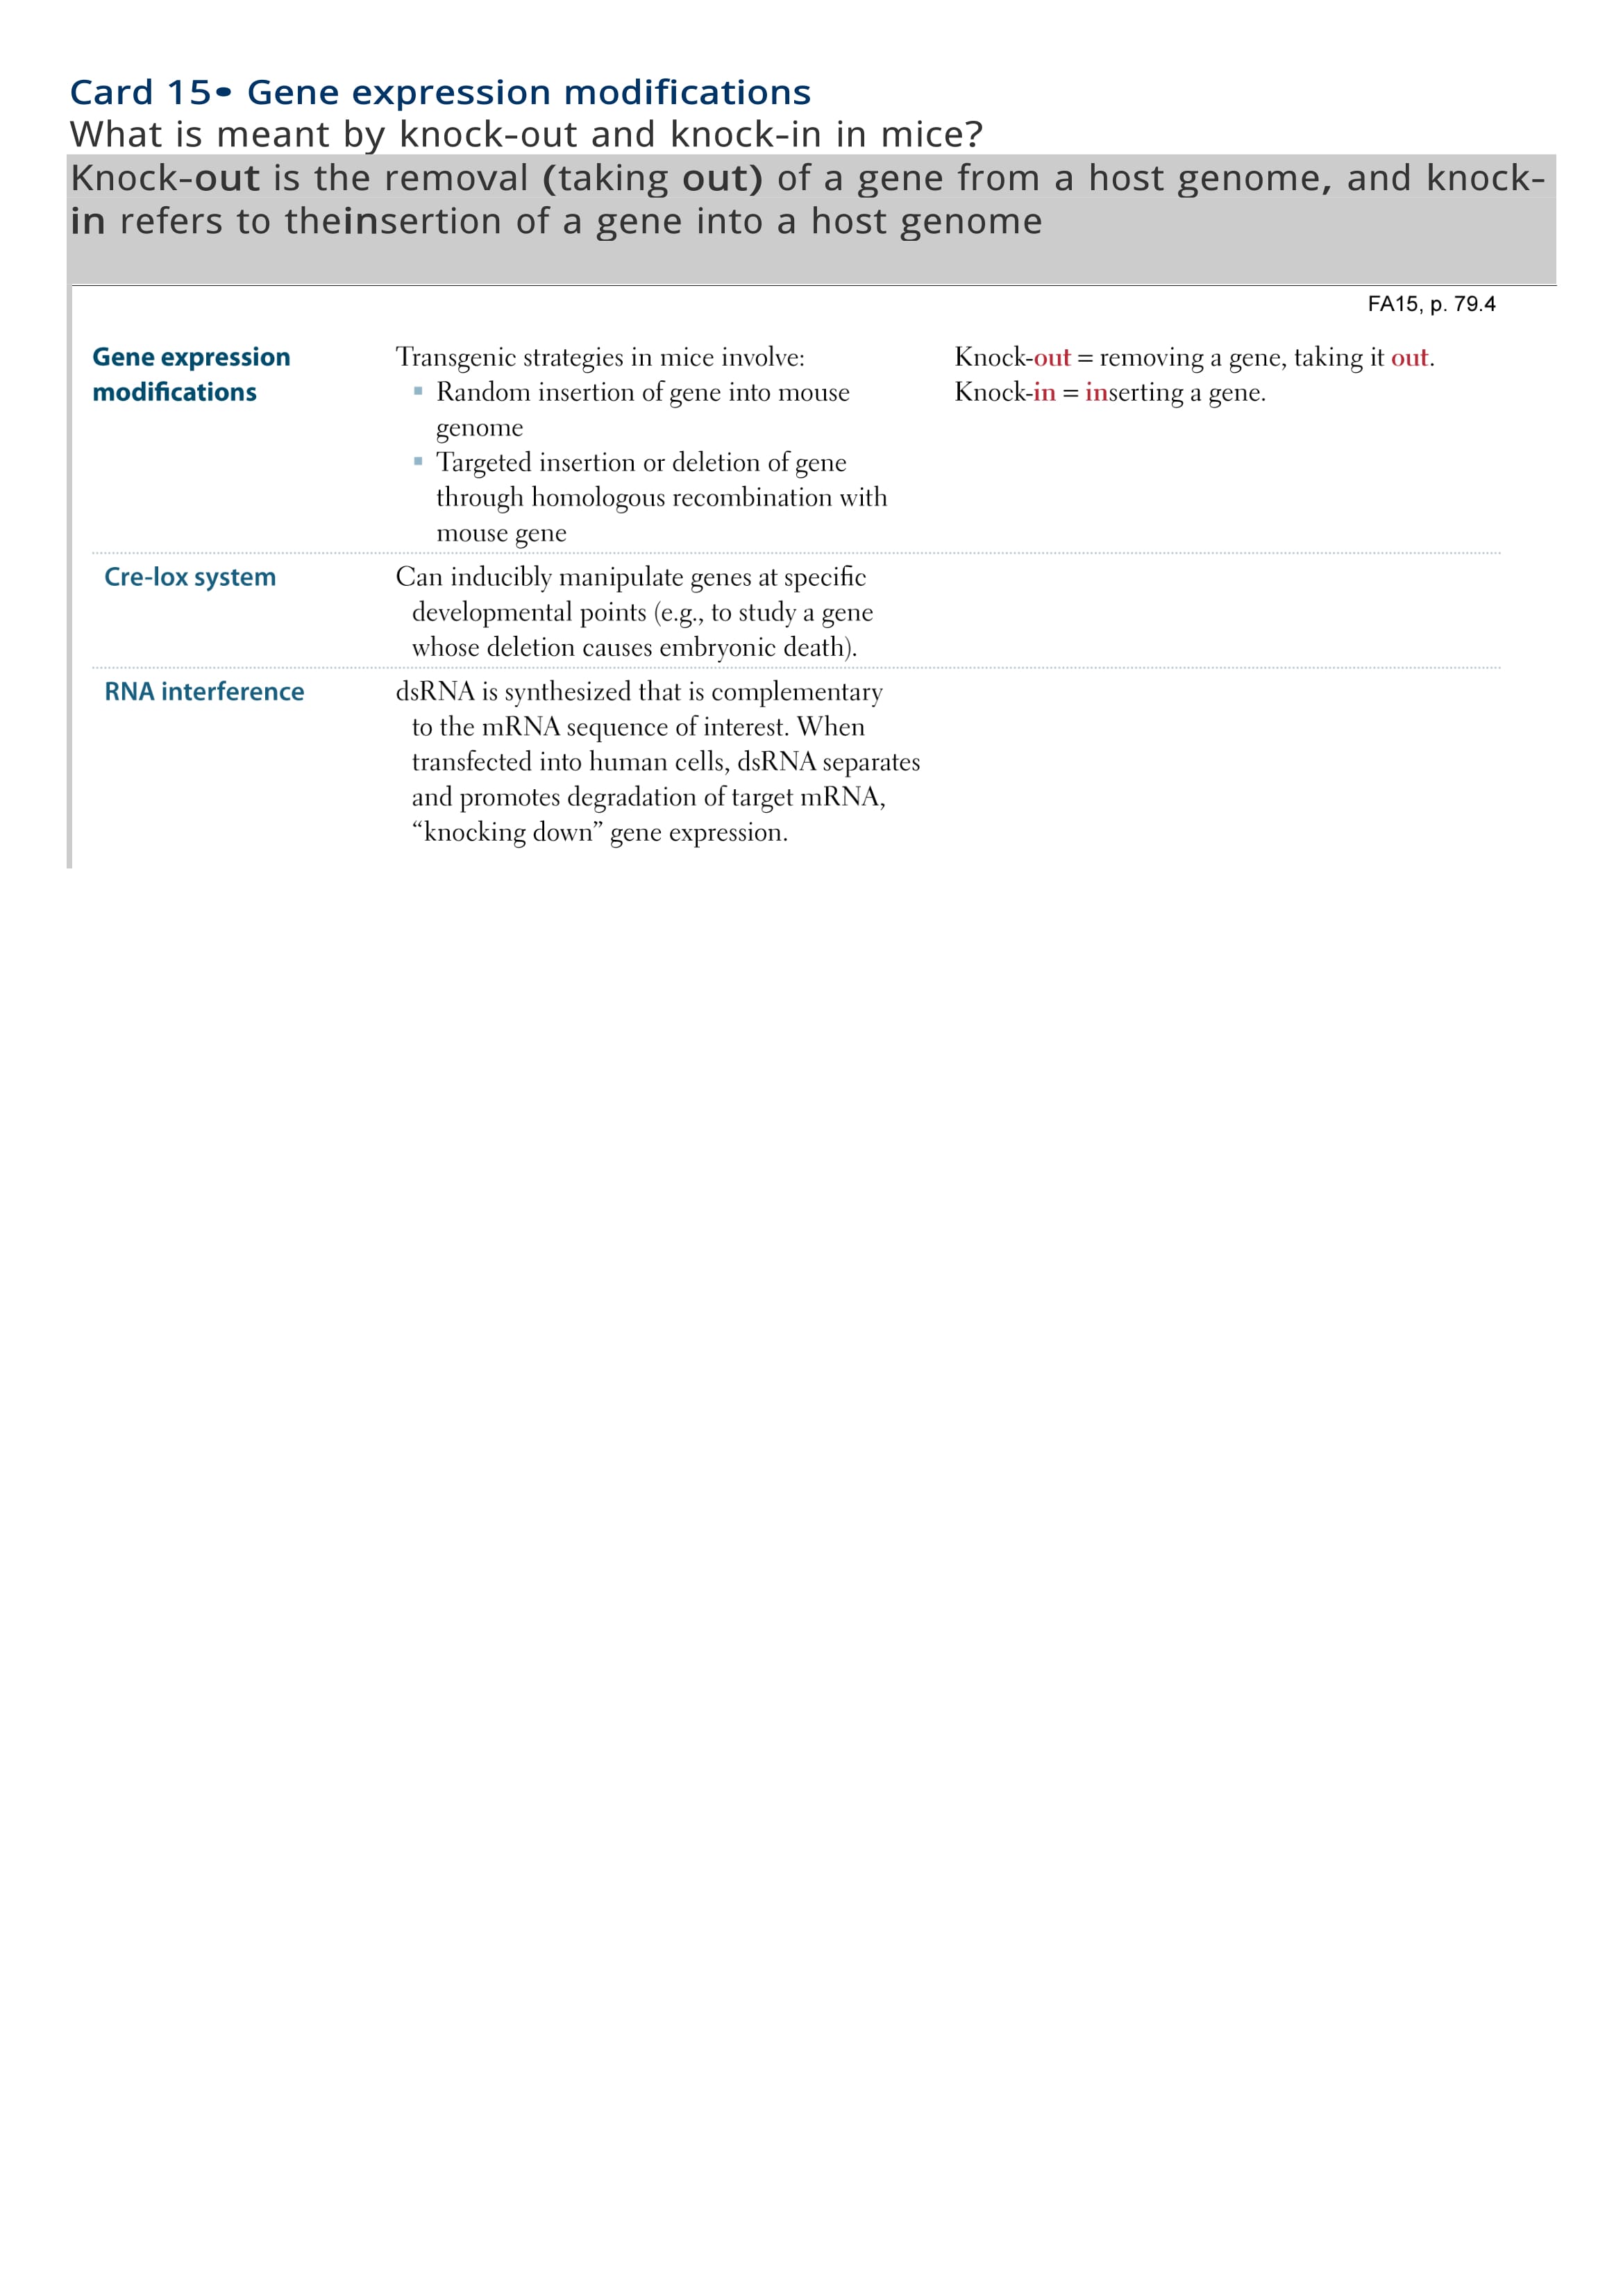 Card 15• Gene expression modifications
What is meant by knock-out and knock-in in mice?
Knock-out is the removal (taking out) of a gene from a host genome, and knock-
in refers to theinsertion of a gene into a host genome
FA15, p. 79.4
Gene expression
modifications
Transgenic strategies in mice involve:
▪ Random insertion of gene into mouse
genome
▪ Targeted insertion or deletion of gene
through homologous recombination with
mouse gene
Knock-out = removing a gene, taking it out.
Knock-in = inserting a gene.
Cre-lox system
Can inducibly manipulate genes at specific
developmental points (e.g., to study a gene
whose deletion causes embryonic death).
RNA interference
dsRNA is synthesized that is complementary
to the mRNA sequence of interest. When
transfected into human cells, dsRNA separates
and promotes degradation of target mRNA,
“knocking down” gene expression.